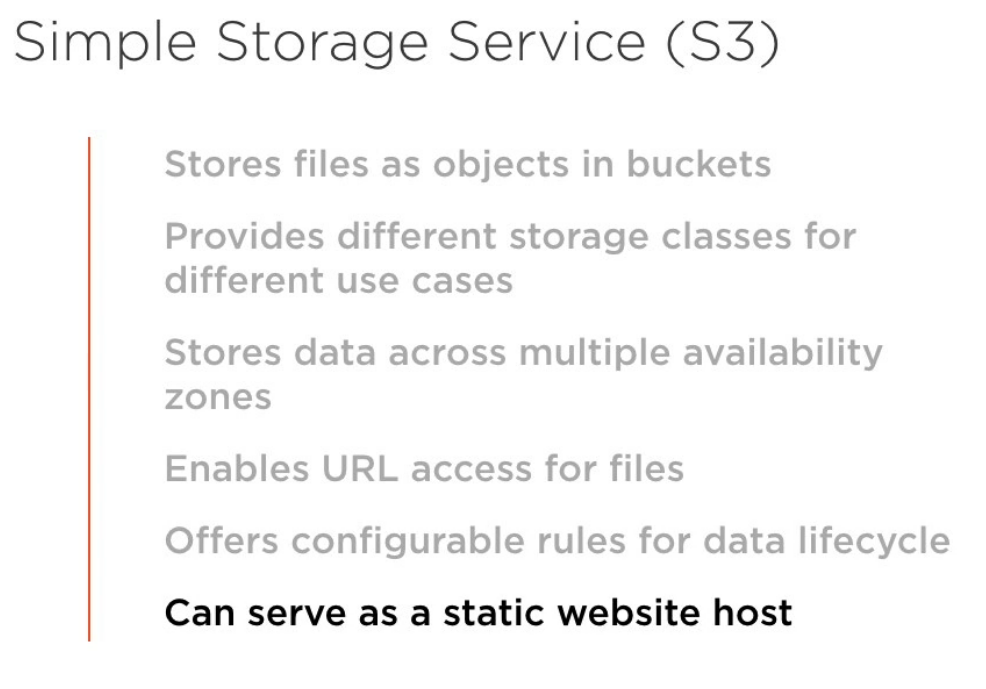 Simple Storage Service (S3)
Stores files as objects in buckets
Provides different storage classes for
different use cases
Stores data across multiple availability
zones
Enables URL access for files
Offers configurable rules for data lifecycle
Can serve as a static website host